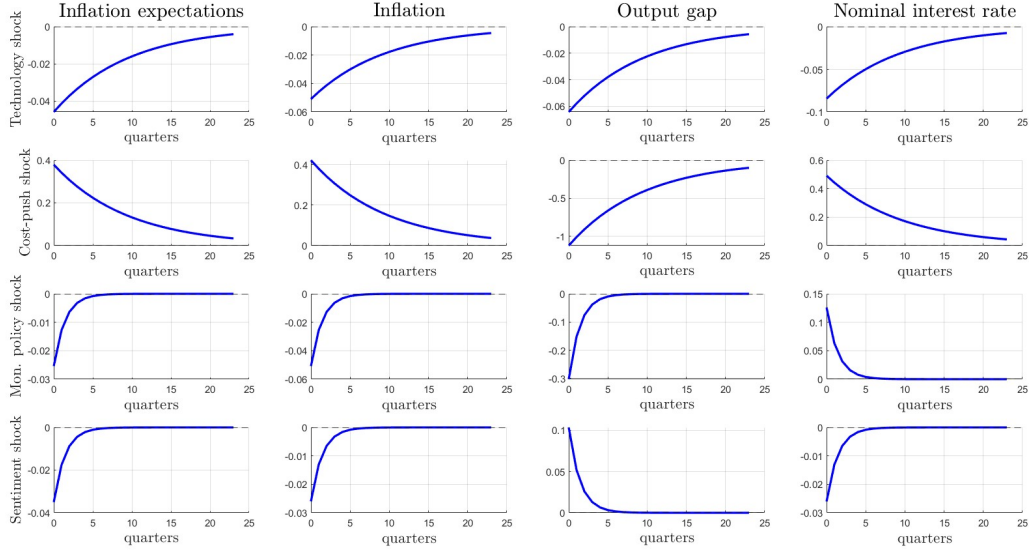 Inflation expectations Inflation Output gap Nominal interest rate
Technology shock
0 0 0 0
-0.02 -0.02 -0.02 -0.05
-0.04 -0.04 -0.04
-0.06 -0.06 -0.1
0 5 10 15 20 25 0 5 10 15 20 25 0 5 10 15 20 25 0 5 10 15 20 25
quarters quarters quarters quarters
Cost-push shock
0.4 0.4 0 0.6
0.2 0.2 -0.5 0.4
0.2
0 0 -1 0
0 5 10 15 20 25 0 5 10 15 20 25 0 5 10 15 20 25 0 5 10 15 20 25
quarters quarters quarters quarters
Mon. policy shock
0 0 0 0.15
-0.01 -0.02 -0.1 0.1
-0.02 -0.04 -0.2 0.05
-0.03 -0.06 -0.3 0
0 5 10 15 20 25 0 5 10 15 20 25 0 5 10 15 20 25 0 5 10 15 20 25
quarters quarters quarters quarters
Sentiment shock
0 0 0.1 0
-0.01 -0.01
-0.02 0.05
-0.02 -0.02
-0.04 -0.03 0 -0.03
0 5 10 15 20 25 0 5 10 15 20 25 0 5 10 15 20 25 0 5 10 15 20 25
quarters quarters quarters quarters